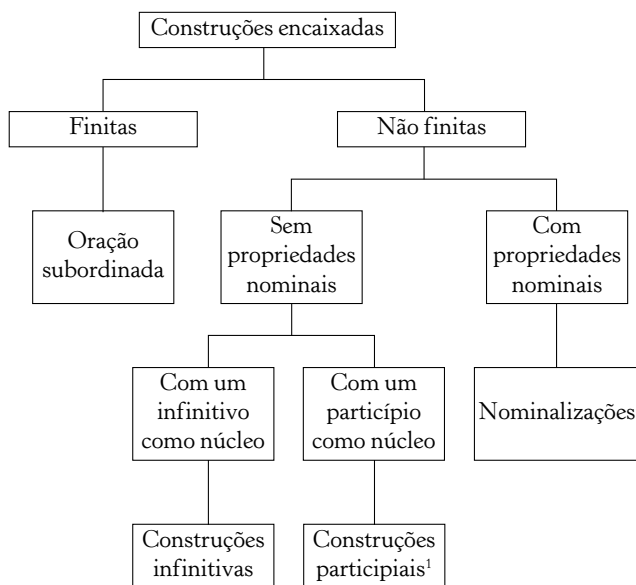 Construções encaixadas
Finitas
Não finitas
Oração
subordinada
Sem
propriedades
nominais
Com
propriedades
nominais
Com um
infinitivo
como núcleo
Com um
particípio
como núcleo
Nominalizações
Construções
infinitivas
Construções
participiais¹